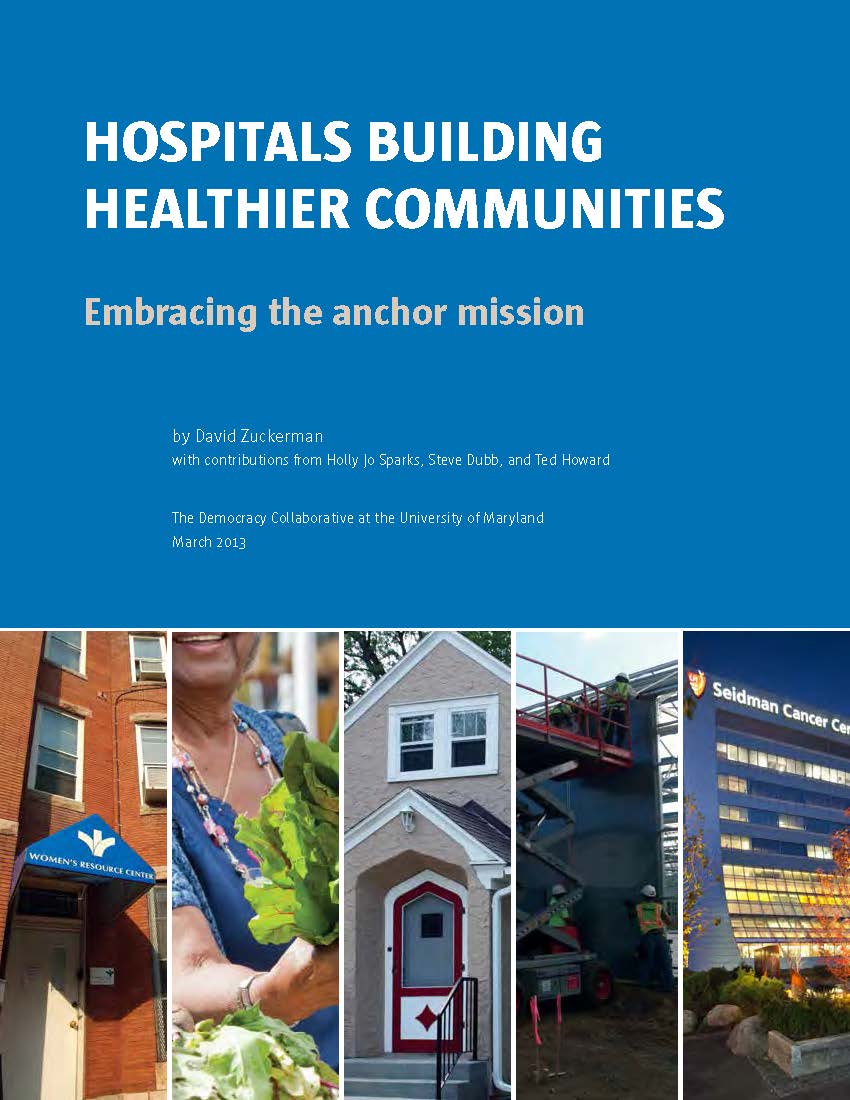 HOSPITALS BUILDING
HEALTHIER COMMUNITIES
Embracing the anchor mission
by David Zuckerman
with contributions from Holly Jo Sparks, Steve Dubb, and Ted Howard
The Democracy Collaborative at the University of Maryland
March 2013
WOMEN'S RESOURCE CENTER
Seidman Cancer Cen